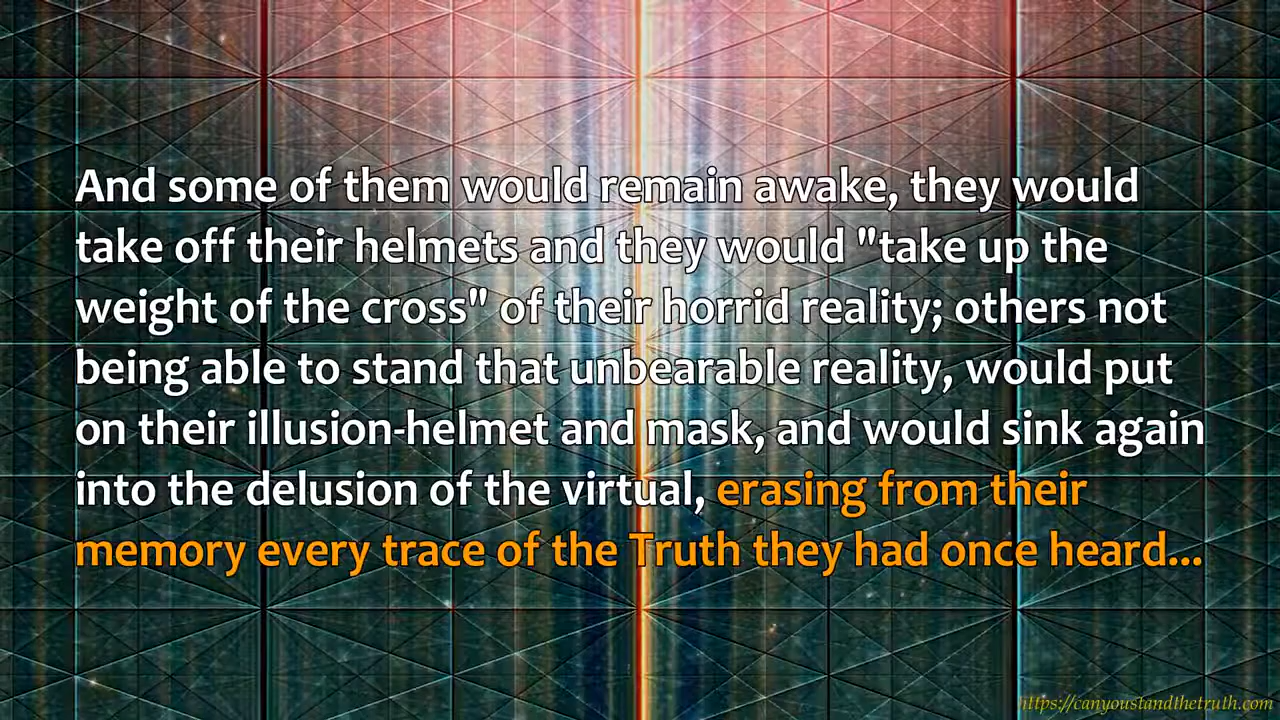 And some of them would remain awake, they would
take off their helmets and they would "take up the
weight of the cross" of their horrid reality; others not
being able to stand that unbearable reality, would put
on their illusion-helmet and mask, and would sink again
into the delusion of the virtual, erasing from their
memory every trace of the Truth they had once heard...
https://canyoustandthetruth.com